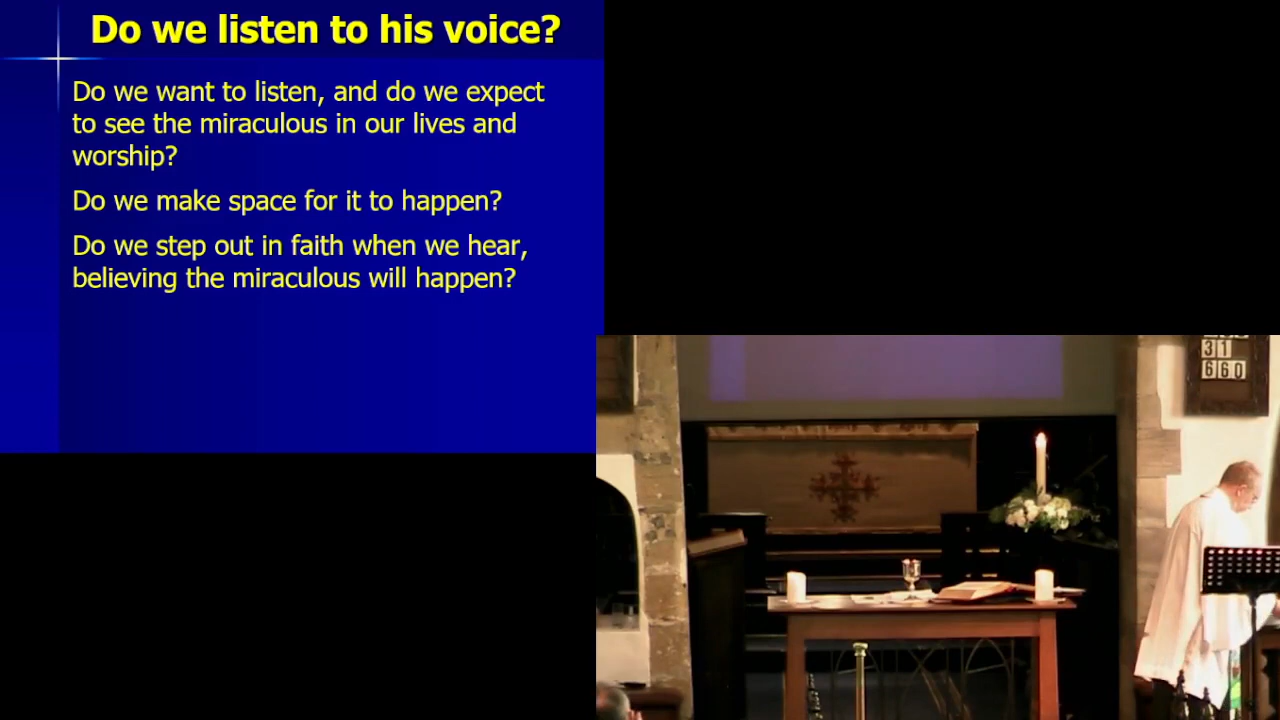 Do we listen to his voice?
Do we want to listen, and do we expect
to see the miraculous in our lives and
worship?
Do we make space for it to happen?
Do we step out in faith when we hear,
believing the miraculous will happen?
31
660